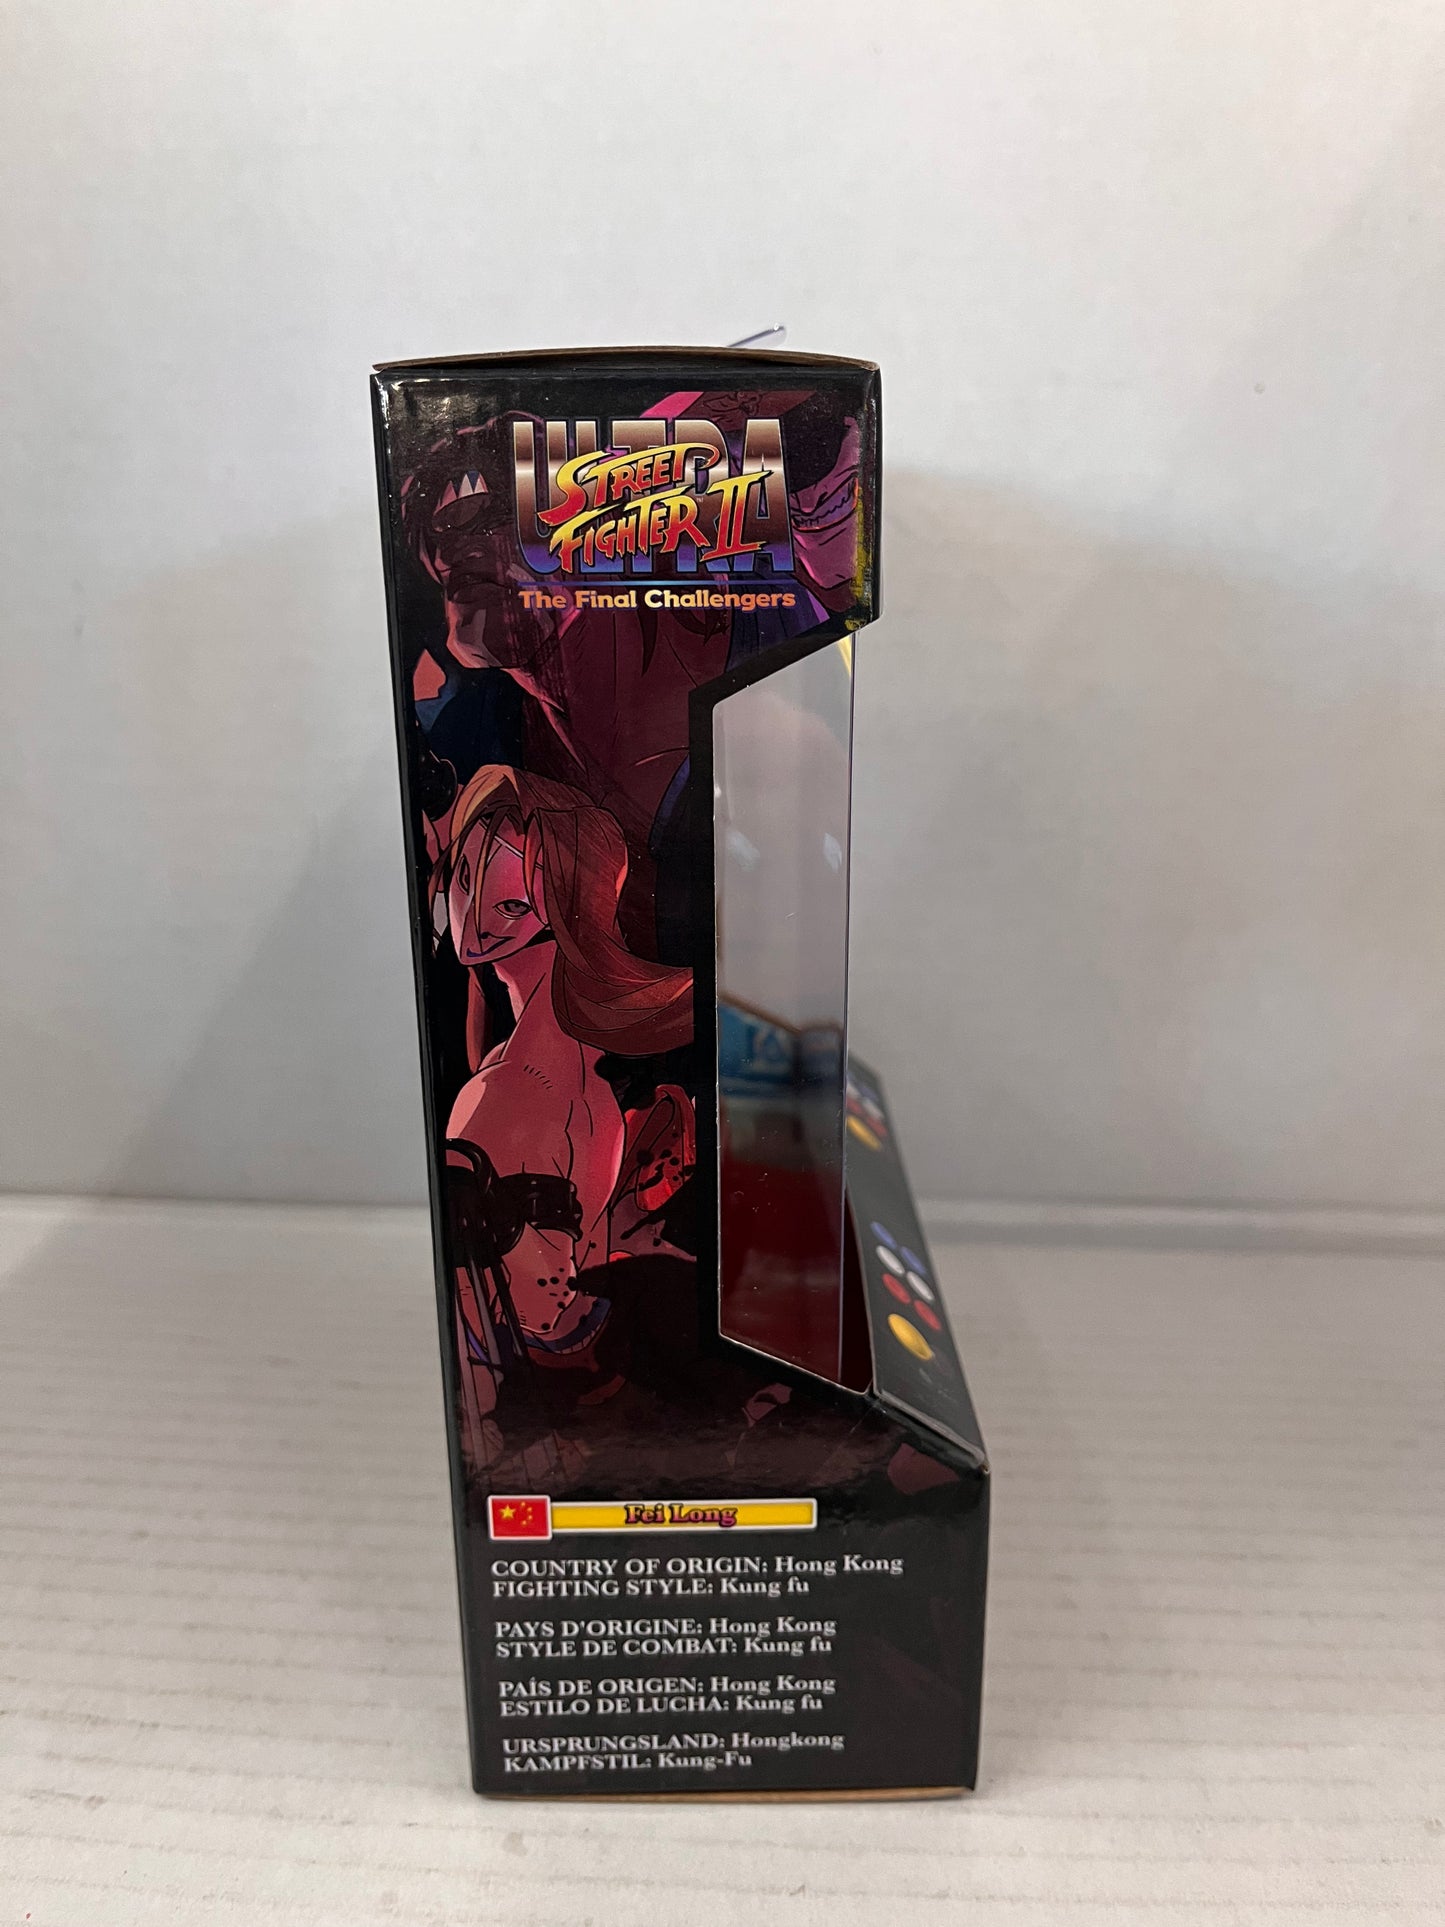 ULTRA
STREET
FIGHTER II
The Final Challengers
Fei Long
COUNTRY OF ORIGIN: Hong Kong
FIGHTING STYLE: Kung fu
PAYS D'ORIGINE: Hong Kong
STYLE DE COMBAT: Kung fu
PAÍS DE ORIGEN: Hong Kong
ESTILO DE LUCHA: Kung fu
URSPRUNGSLAND: Hongkong
KAMPFSTIL: Kung-Fu